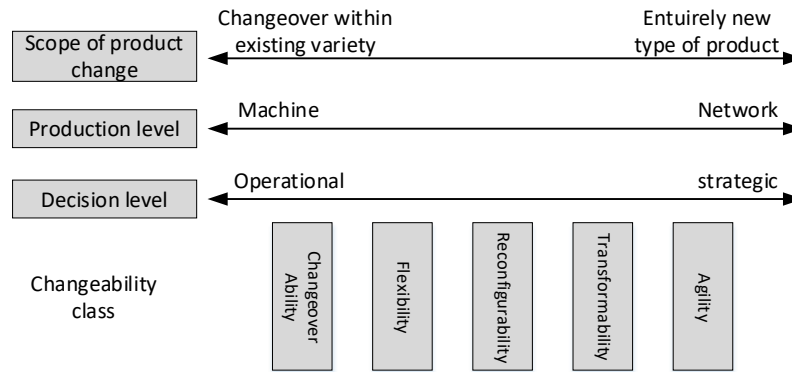 Changeover within
existing variety
Entuirely new
type of product
Scope of product
change
Machine
Network
Production level
Operational
strategic
Decision level
Changeability
class
Changeover
Ability
Flexibility
Reconfigurability
Transformability
Agility